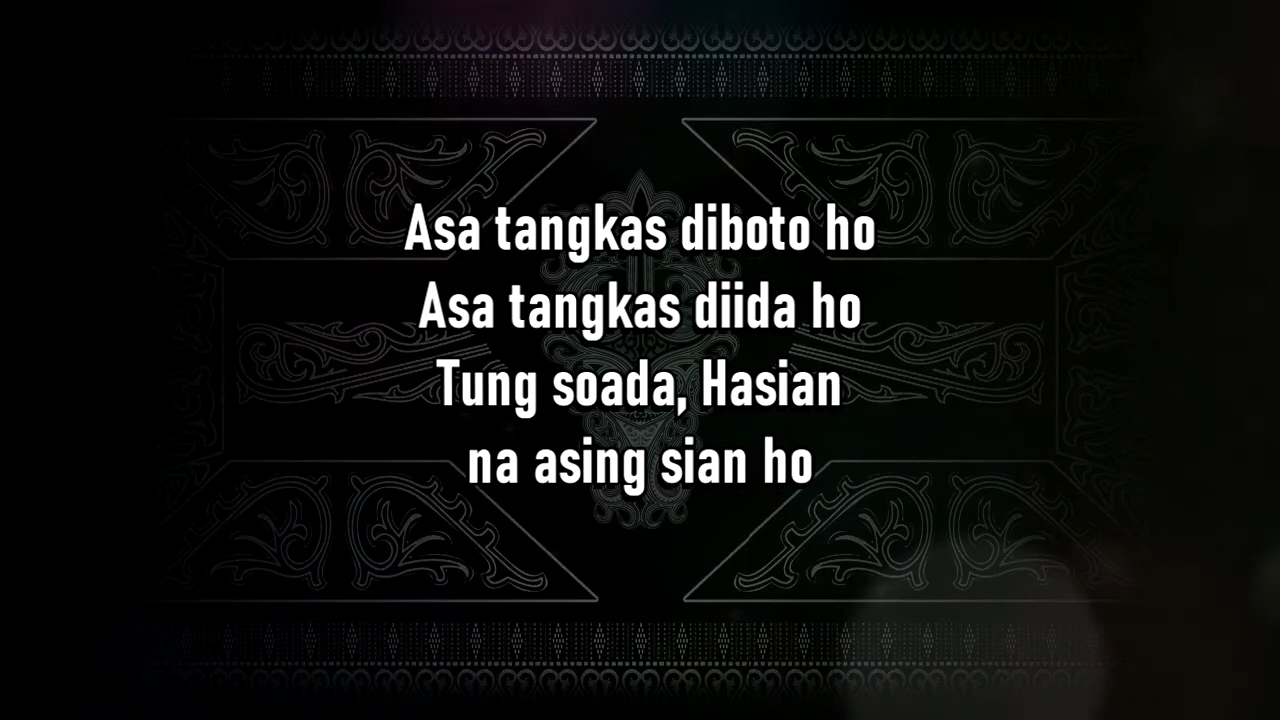 Asa tangkas diboto ho
Asa tangkas diida ho
Tung soada, Hasian
na asing sian ho